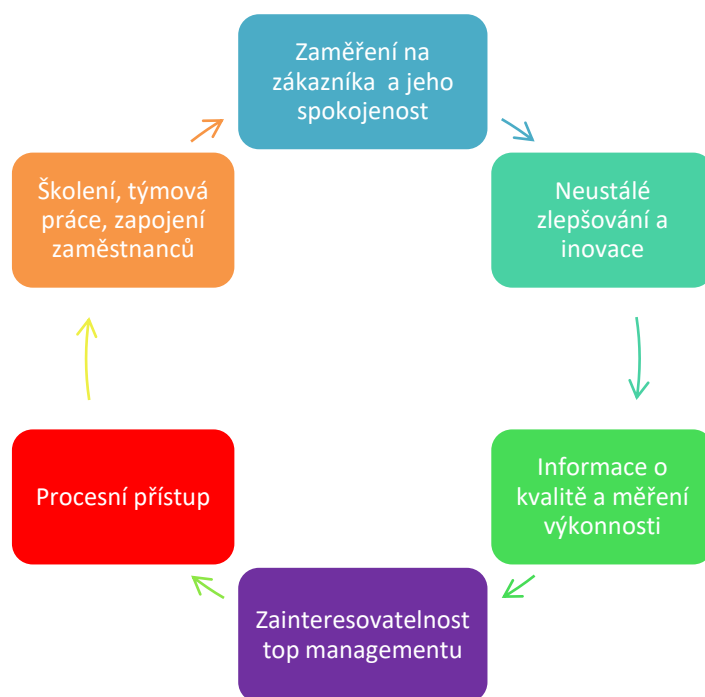 Zaměření na
zákazníka  a jeho
spokojenost
Neustálé
zlepšování a
inovace
Informace o
kvalitě a měření
výkonnosti
Zainteresovatelnost
top managementu
Procesní přístup
Školení, týmová
práce, zapojení
zaměstnanců